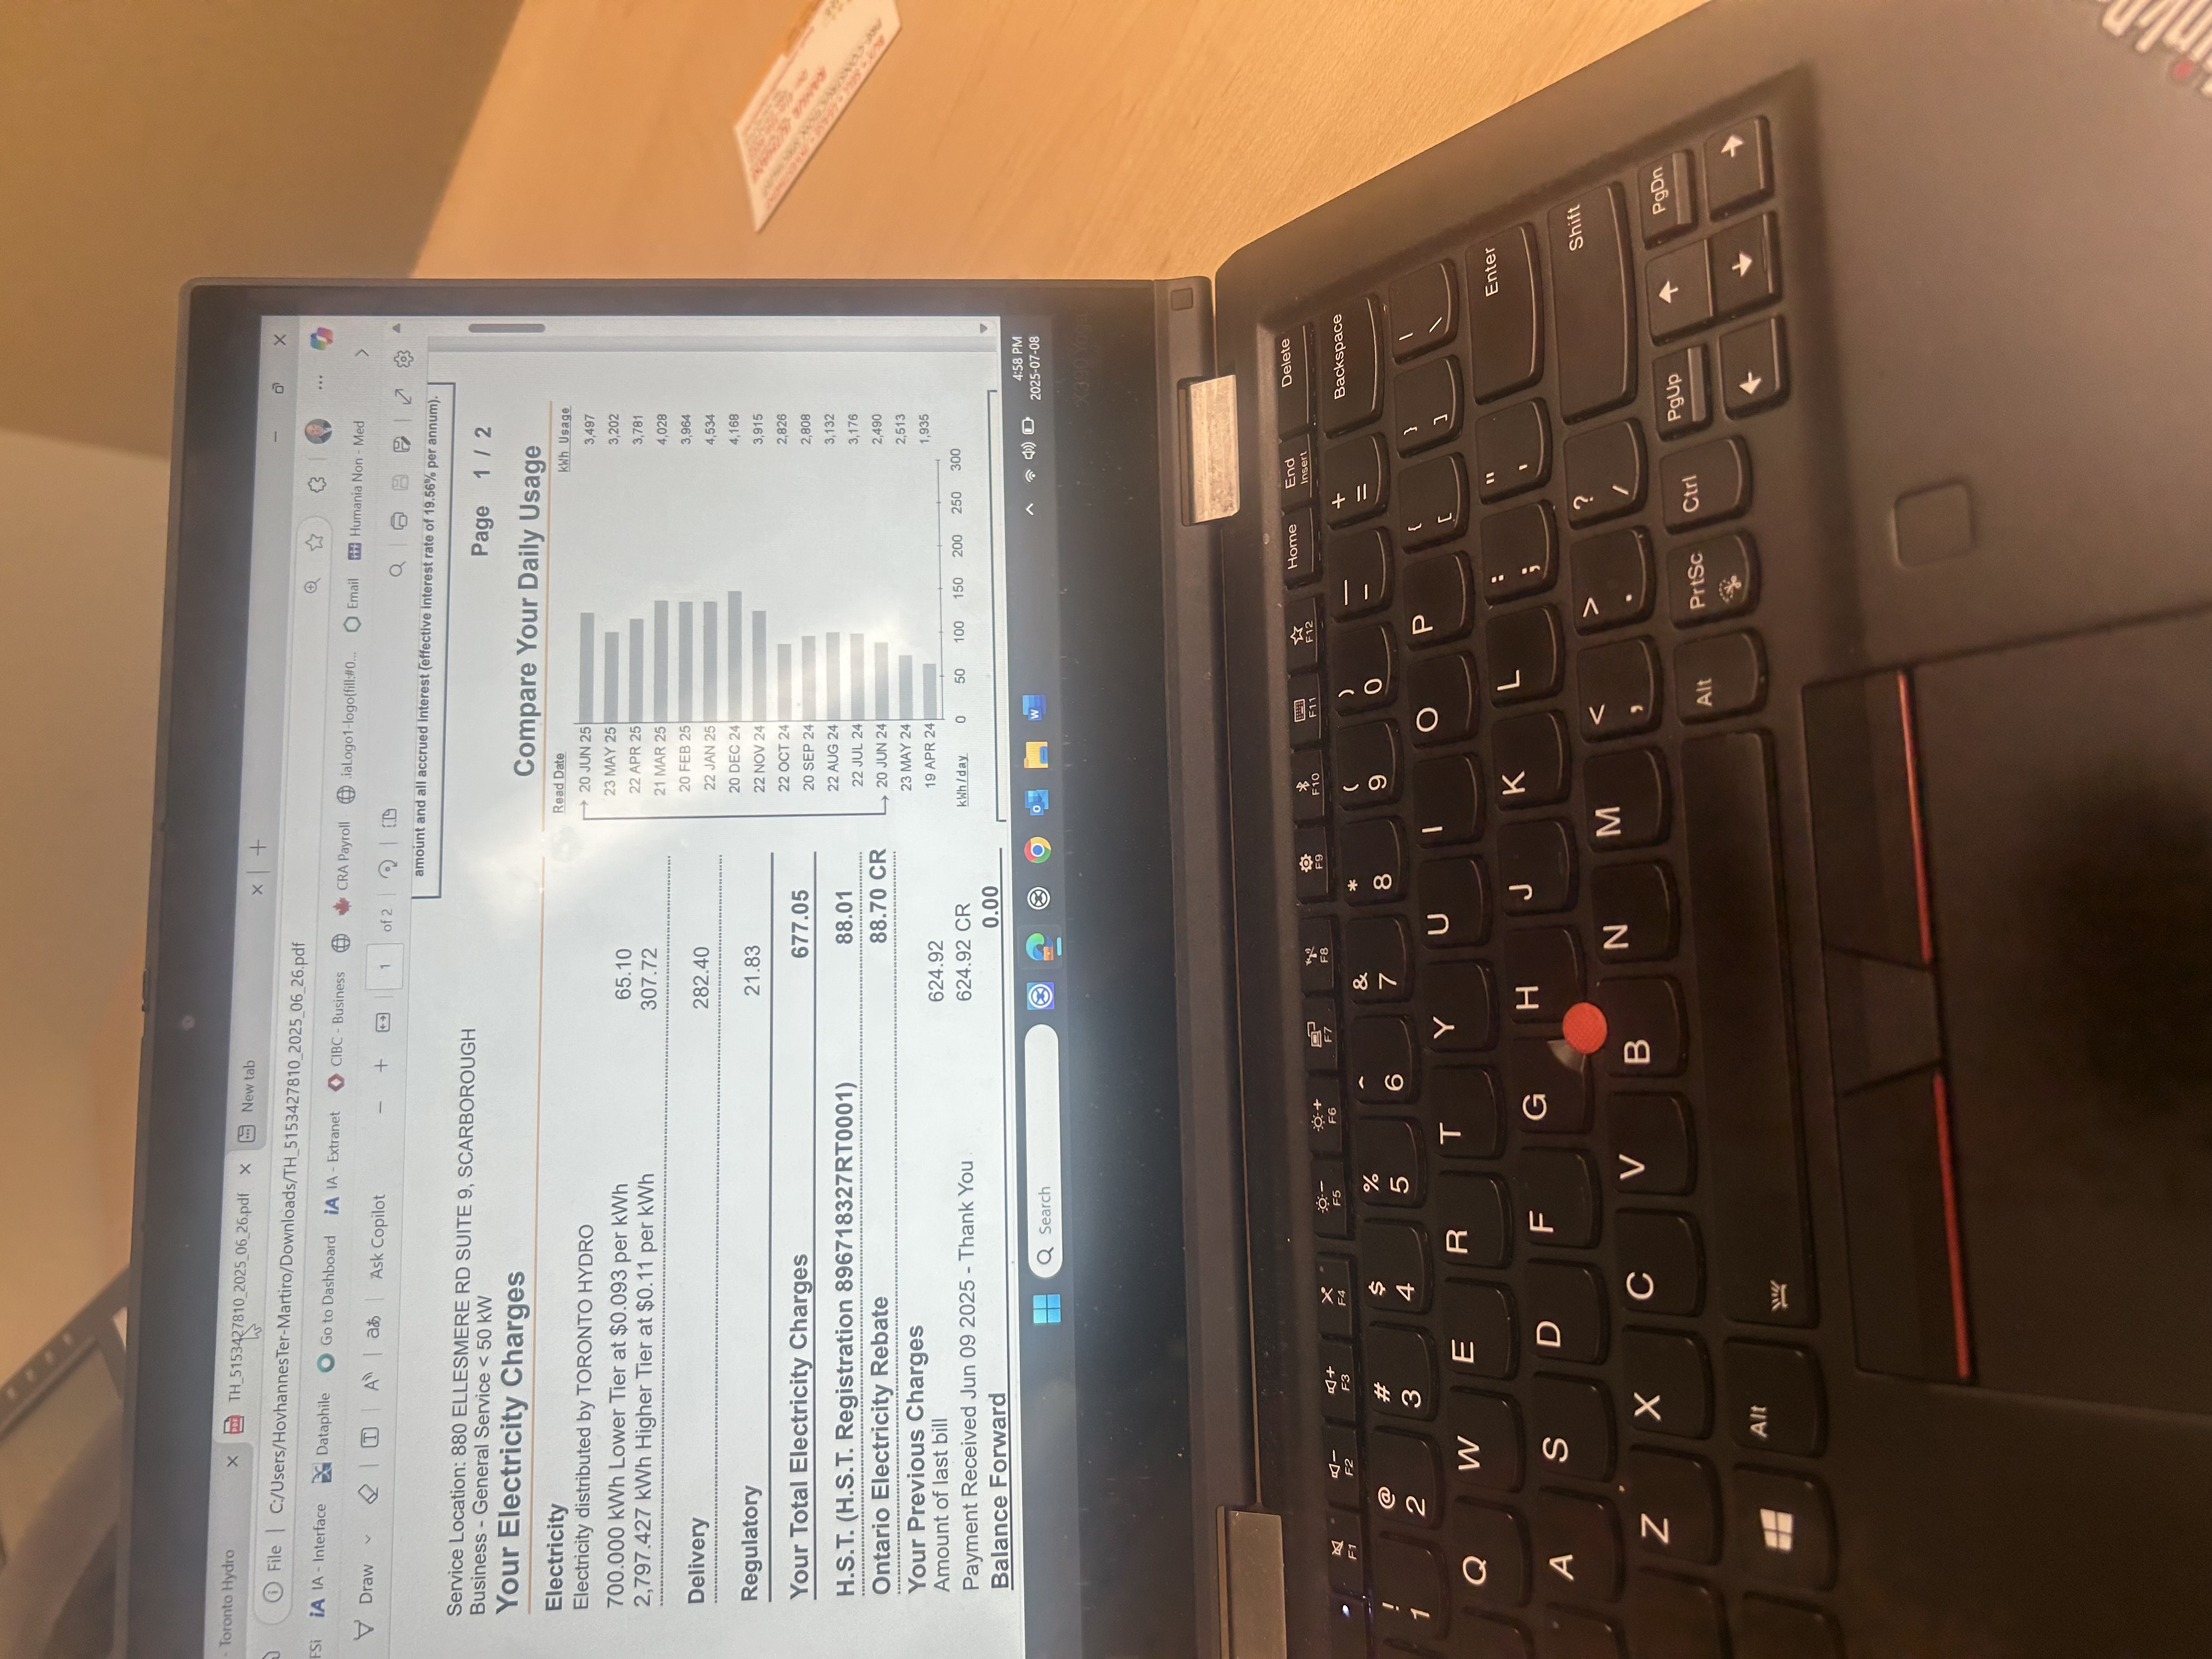 - Toronto Hydro
TH_5153427810_2025_06_26.pdf
New tab
File
C:/Users/HovhannesTer-Martiro/Downloads/TH_5153427810_2025_06_26.pdf
FSi
iA IA - Interface
Dataphile
Go to Dashboard
iA IA - Extranet
CIBC - Business
CRA Payroll
.iaLogo1-logo{fill:#0...
Email
Humania Non - Med
Draw
Ask Copilot
1 of 2
amount and all accrued interest (effective interest rate of 19.56% per annum).
Service Location: 880 ELLESMERE RD SUITE 9, SCARBOROUGH
Business - General Service < 50 kW
Page 1 / 2
Your Electricity Charges
Electricity
Electricity distributed by TORONTO HYDRO
700.000 kWh Lower Tier at $0.093 per kWh 65.10
2,797.427 kWh Higher Tier at $0.11 per kWh 307.72
Delivery 282.40
Regulatory 21.83
Your Total Electricity Charges 677.05
H.S.T. (H.S.T. Registration 896718327RT0001) 88.01
Ontario Electricity Rebate 88.70 CR
Your Previous Charges
Amount of last bill 624.92
Payment Received Jun 09 2025 - Thank You 624.92 CR
Balance Forward 0.00
Compare Your Daily Usage
Read Date kWh Usage
20 JUN 25 3,497
23 MAY 25 3,202
22 APR 25 3,781
21 MAR 25 4,028
20 FEB 25 3,964
22 JAN 25 4,534
20 DEC 24 4,168
22 NOV 24 3,915
22 OCT 24 2,826
20 SEP 24 2,808
22 AUG 24 3,132
22 JUL 24 3,176
20 JUN 24 2,490
23 MAY 24 2,513
19 APR 24 1,935
kWh/day 0 50 100 150 200 250 300
Search
4:58 PM
2025-07-08
X390 Yoga
F1 F2 F3 F4 F5 F6 F7 F8 F9 F10 F11 F12 Home End Insert Delete
! 1 @ 2 # 3 $ 4 % 5 ^ 6 & 7 * 8 ( 9 ) 0 — - + = Backspace
Q W E R T Y U I O P { [ } ] | \
A S D F G H J K L : ; " ' Enter
Z X C V B N M < , > . ? / Shift
Alt Alt PrtSc Ctrl PgUp PgDn